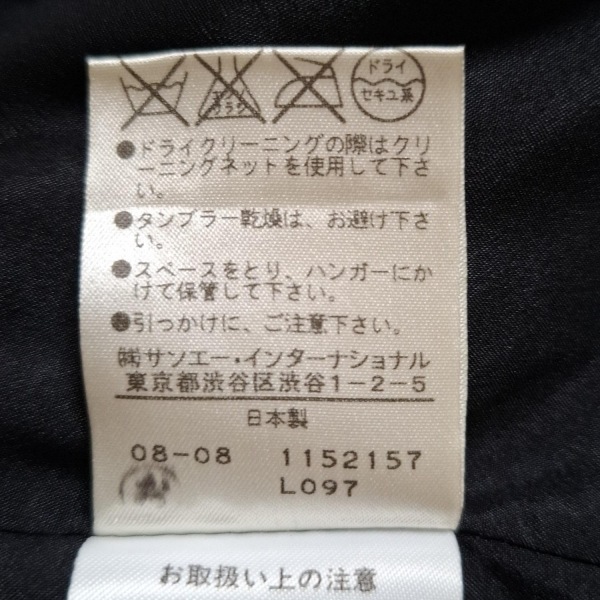 エンソ
サラシ
ドライ
セキユ系
●ドライクリーニングの際はクリ
ーニングネットを使用して下さ
い。
●タンブラー乾燥は、お避け下さ
い。
●スペースをとり、ハンガーにか
けて保管して下さい。
●引っかけに、ご注意下さい。
㈱サンエー・インターナショナル
東京都渋谷区渋谷1-2-5
日本製
08-08 1152157
L097
お取扱い上の注意